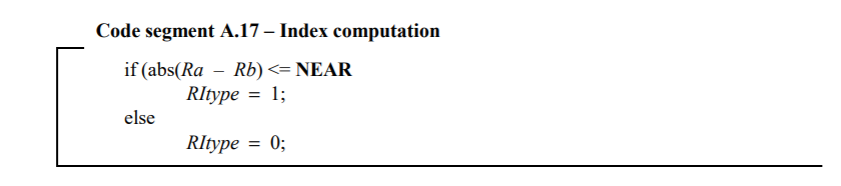 Code segment A.17 – Index computation
if (abs(Ra – Rb) <= NEAR
RItype = 1;
else
RItype = 0;